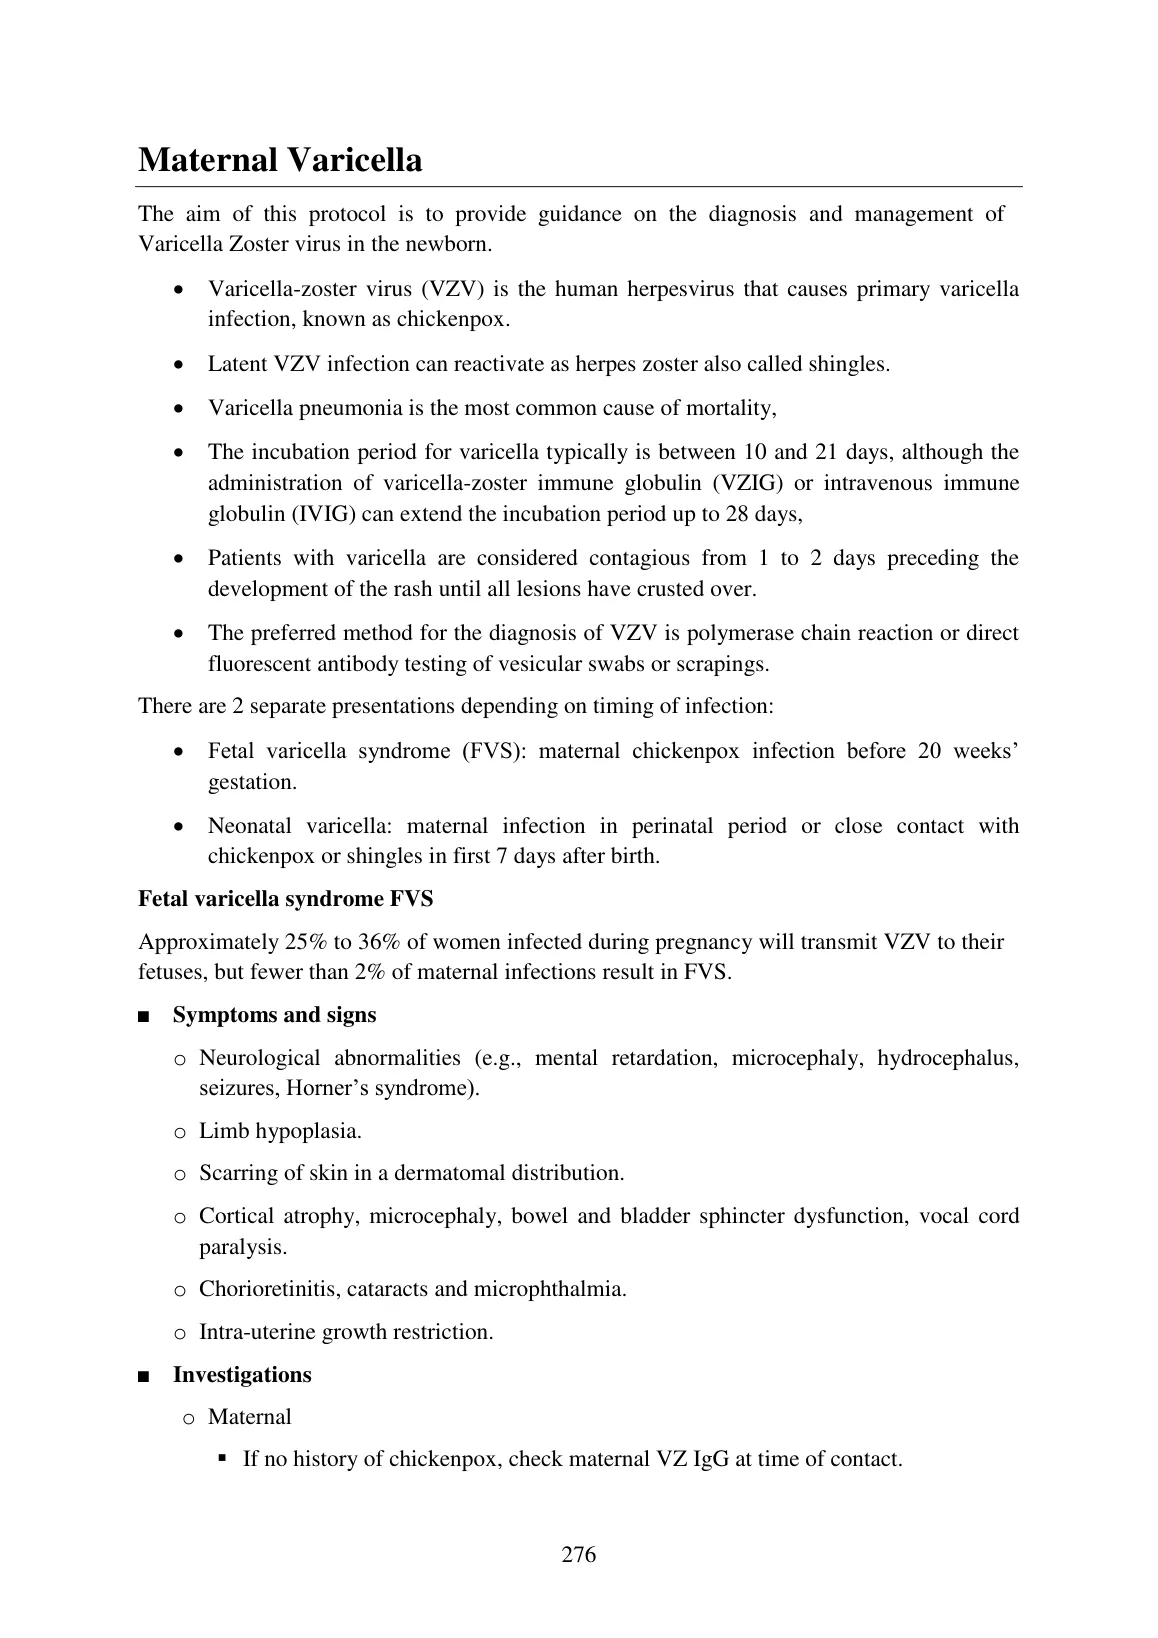 Maternal Varicella
The aim of this protocol is to provide guidance on the diagnosis and management of
Varicella Zoster virus in the newborn.
• Varicella-zoster virus (VZV) is the human herpesvirus that causes primary varicella
infection, known as chickenpox.
• Latent VZV infection can reactivate as herpes zoster also called shingles.
• Varicella pneumonia is the most common cause of mortality,
• The incubation period for varicella typically is between 10 and 21 days, although the
administration of varicella-zoster immune globulin (VZIG) or intravenous immune
globulin (IVIG) can extend the incubation period up to 28 days,
• Patients with varicella are considered contagious from 1 to 2 days preceding the
development of the rash until all lesions have crusted over.
• The preferred method for the diagnosis of VZV is polymerase chain reaction or direct
fluorescent antibody testing of vesicular swabs or scrapings.
There are 2 separate presentations depending on timing of infection:
• Fetal varicella syndrome (FVS): maternal chickenpox infection before 20 weeks’
gestation.
• Neonatal varicella: maternal infection in perinatal period or close contact with
chickenpox or shingles in first 7 days after birth.
Fetal varicella syndrome FVS
Approximately 25% to 36% of women infected during pregnancy will transmit VZV to their
fetuses, but fewer than 2% of maternal infections result in FVS.
■ Symptoms and signs
o Neurological abnormalities (e.g., mental retardation, microcephaly, hydrocephalus,
seizures, Horner’s syndrome).
o Limb hypoplasia.
o Scarring of skin in a dermatomal distribution.
o Cortical atrophy, microcephaly, bowel and bladder sphincter dysfunction, vocal cord
paralysis.
o Chorioretinitis, cataracts and microphthalmia.
o Intra-uterine growth restriction.
■ Investigations
o Maternal
▪ If no history of chickenpox, check maternal VZ IgG at time of contact.
276